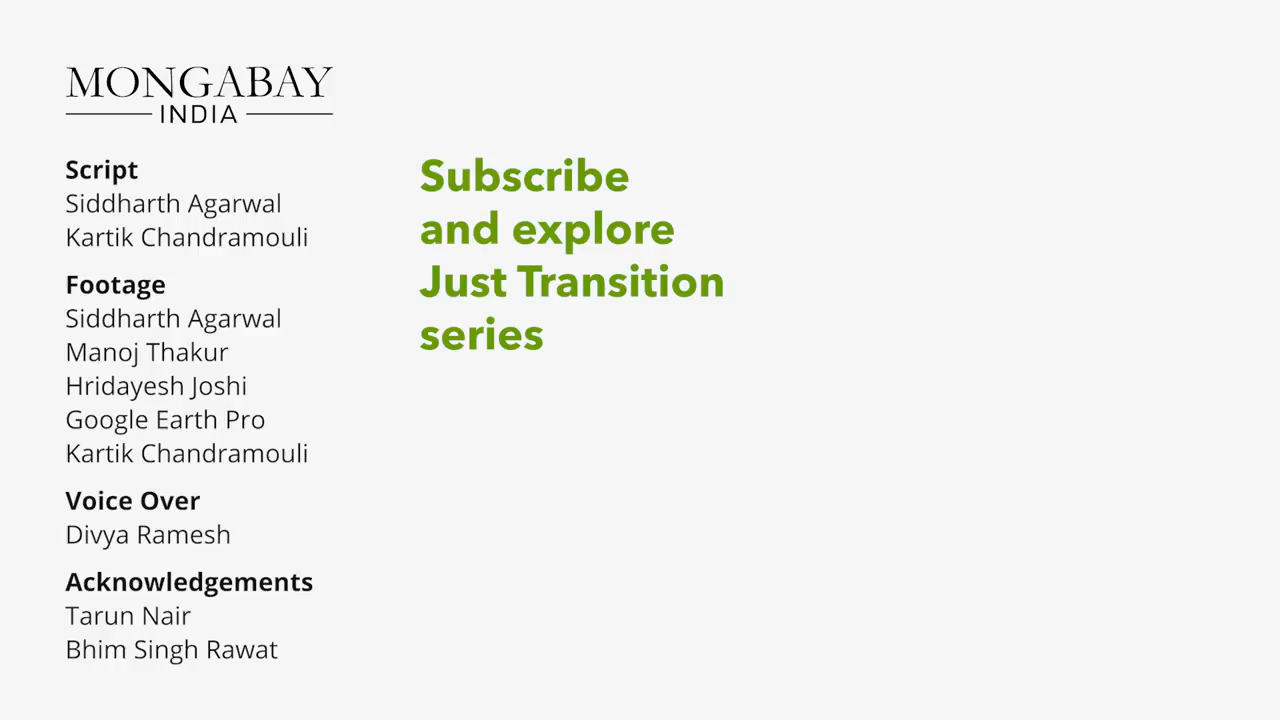 MONGABAY
INDIA
Script
Siddharth Agarwal
Kartik Chandramouli
Footage
Siddharth Agarwal
Manoj Thakur
Hridayesh Joshi
Google Earth Pro
Kartik Chandramouli
Voice Over
Divya Ramesh
Acknowledgements
Tarun Nair
Bhim Singh Rawat
Subscribe
and explore
Just Transition
series